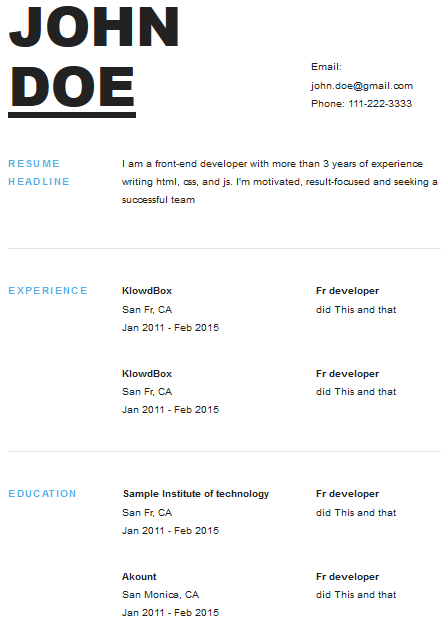 JOHN
DOE
Email:
john.doe@gmail.com
Phone: 111-222-3333
RESUME
HEADLINE
I am a front-end developer with more than 3 years of experience
writing html, css, and js. I'm motivated, result-focused and seeking a
successful team
EXPERIENCE
KlowdBox
San Fr, CA
Jan 2011 - Feb 2015
Fr developer
did This and that
KlowdBox
San Fr, CA
Jan 2011 - Feb 2015
Fr developer
did This and that
EDUCATION
Sample Institute of technology
San Fr, CA
Jan 2011 - Feb 2015
Fr developer
did This and that
Akount
San Monica, CA
Jan 2011 - Feb 2015
Fr developer
did This and that